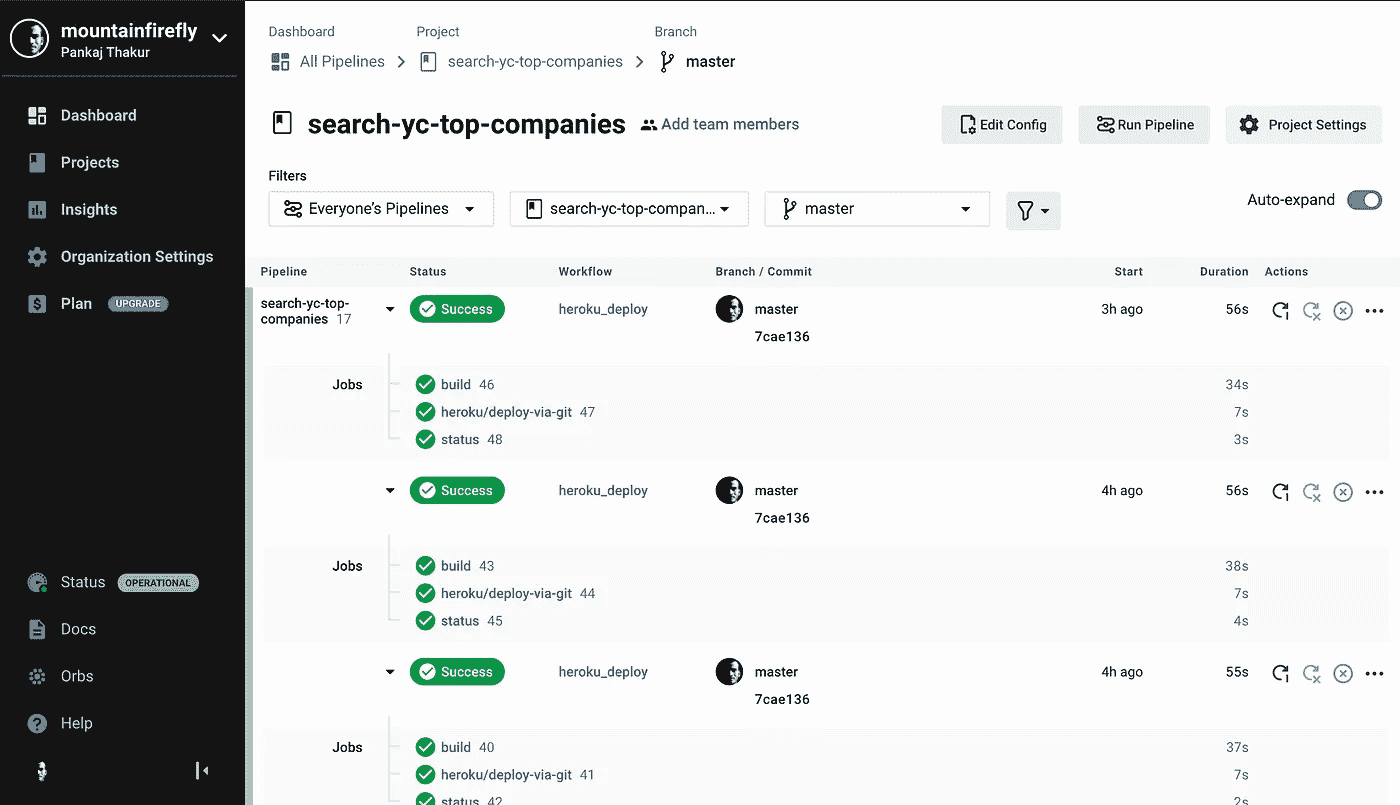 mountainfirefly
Pankaj Thakur
Dashboard
Projects
Insights
Organization Settings
Plan UPGRADE
Status OPERATIONAL
Docs
Orbs
Help
Dashboard Project Branch
All Pipelines search-yc-top-companies master
search-yc-top-companies Add team members Edit Config Run Pipeline Project Settings
Filters
Everyone’s Pipelines search-yc-top-compan... master Auto-expand
Pipeline Status Workflow Branch / Commit Start Duration Actions
search-yc-top-
companies 17 Success heroku_deploy master 3h ago 56s
7cae136
Jobs build 46 34s
heroku/deploy-via-git 47 7s
status 48 3s
Success heroku_deploy master 4h ago 56s
7cae136
Jobs build 43 38s
heroku/deploy-via-git 44 7s
status 45 4s
Success heroku_deploy master 4h ago 55s
7cae136
Jobs build 40 37s
heroku/deploy-via-git 41 7s
status 42 2s